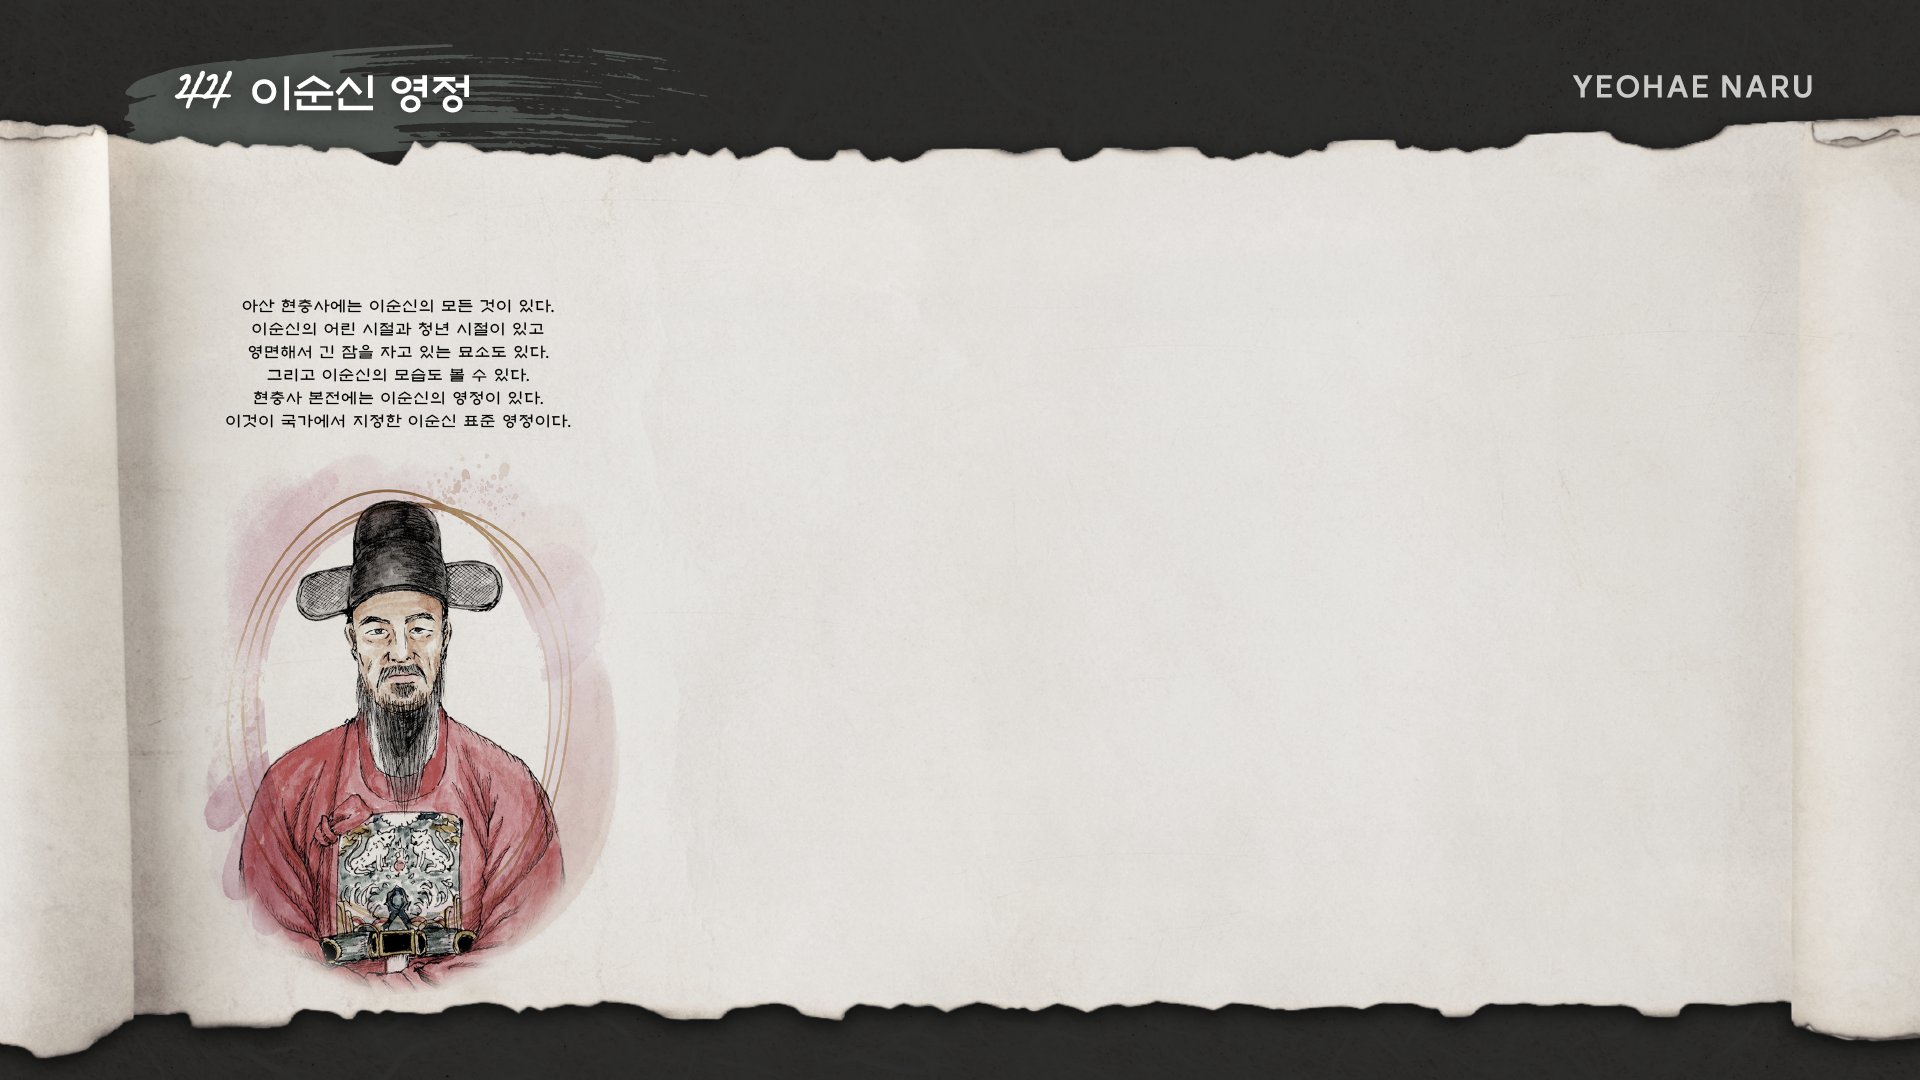 44 이순신 영정
YEOHAE NARU
아산 현충사에는 이순신의 모든 것이 있다.
이순신의 어린 시절과 청년 시절이 있고
영면해서 긴 잠을 자고 있는 묘소도 있다.
그리고 이순신의 모습도 볼 수 있다.
현충사 본전에는 이순신의 영정이 있다.
이것이 국가에서 지정한 이순신 표준 영정이다.